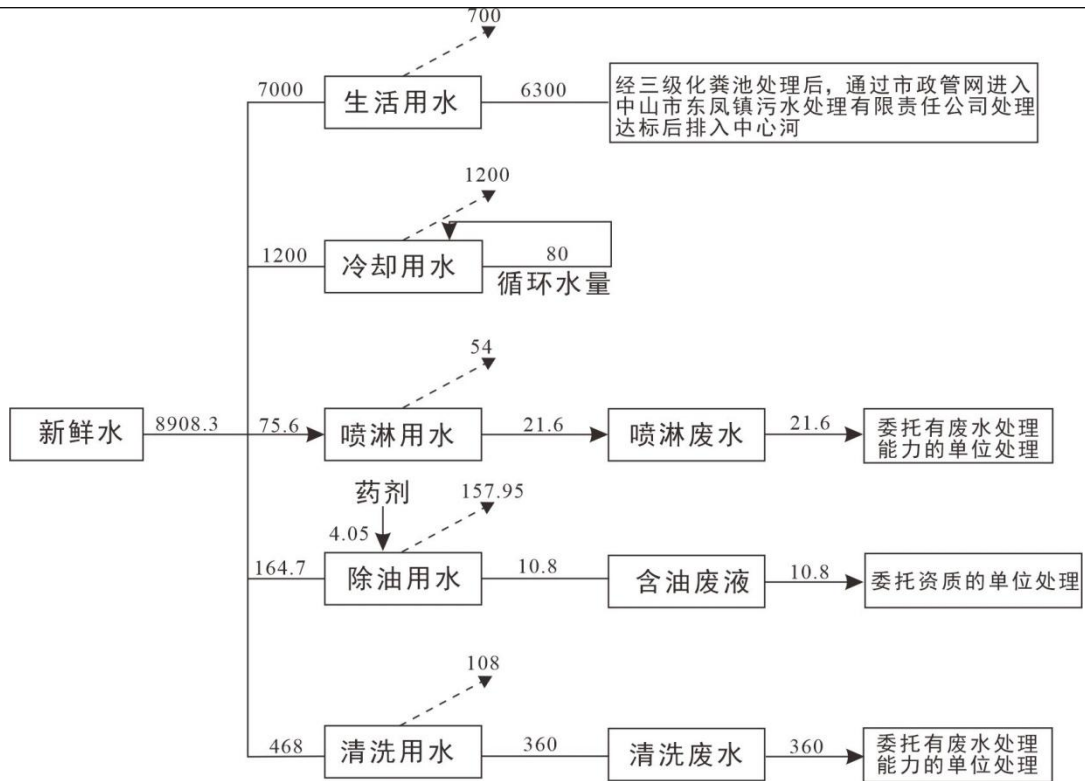 700
7000
生活用水
6300
经三级化粪池处理后，通过市政管网进入
中山市东凤镇污水处理有限责任公司处理
达标后排入中心河
1200
1200
冷却用水
80
循环水量
54
新鲜水
8908.3
75.6
喷淋用水
21.6
喷淋废水
21.6
委托有废水处理
能力的单位处理
药剂
157.95
4.05
164.7
除油用水
10.8
含油废液
10.8
委托资质的单位处理
108
468
清洗用水
360
清洗废水
360
委托有废水处理
能力的单位处理